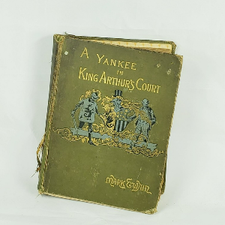 A YANKEE
IN
KING ARTHUR'S COURT
MARK TWAIN